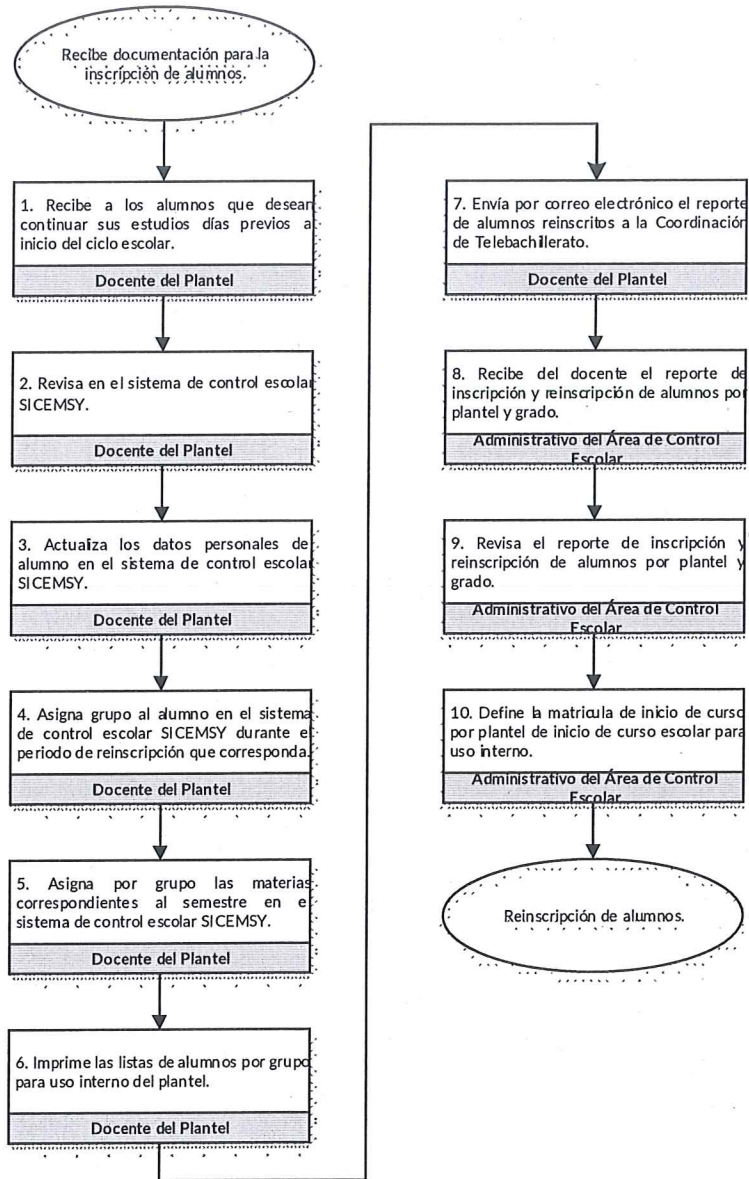 Recibe documentación para la
inscripción de alumnos.
1. Recibe a los alumnos que desean
continuar sus estudios días previos a
inicio del ciclo escolar.
Docente del Plantel
2. Revisa en el sistema de control escolar
SICEMSY.
Docente del Plantel
3. Actualiza los datos personales de
alumno en el sistema de control escolar
SICEMSY.
Docente del Plantel
4. Asigna grupo al alumno en el sistema
de control escolar SICEMSY durante e
periodo de reinscripción que corresponda.
Docente del Plantel
5. Asigna por grupo las materias
correspondientes al semestre en e
sistema de control escolar SICEMSY.
Docente del Plantel
6. Imprime las listas de alumnos por grupo
para uso interno del plantel.
Docente del Plantel
7. Envía por correo electrónico el reporte
de alumnos reinscritos a la Coordinación
de Telebachillerato.
Docente del Plantel
8. Recibe del docente el reporte de
inscripción y reinscripción de alumnos por
plantel y grado.
Administrativo del Área de Control
Escolar
9. Revisa el reporte de inscripción y
reinscripción de alumnos por plantel y
grado.
Administrativo del Área de Control
Escolar
10. Define la matricula de inicio de curso
por plantel de inicio de curso escolar para
uso interno.
Administrativo del Área de Control
Escolar
Reinscripción de alumnos.